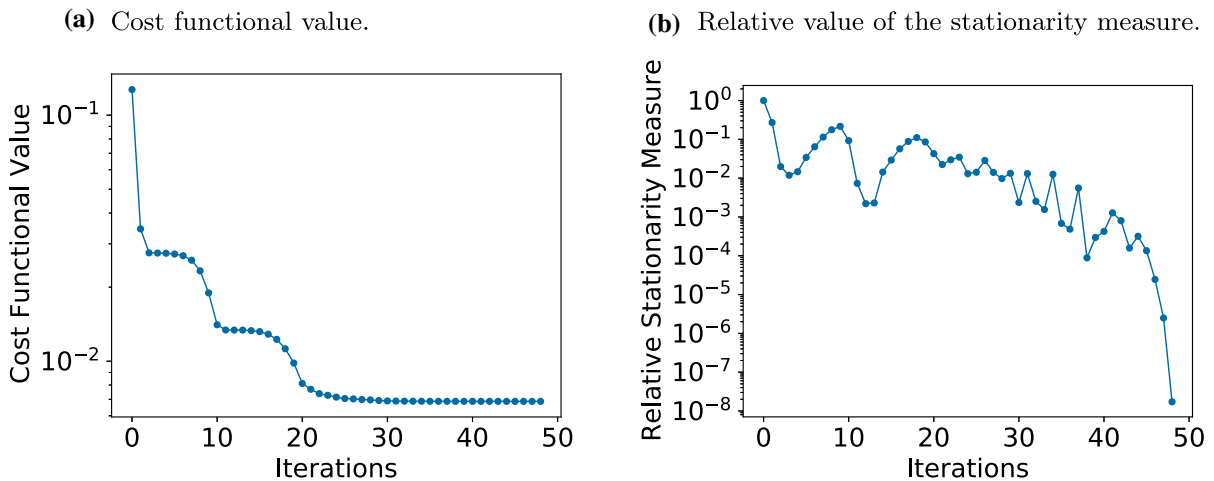 (a) Cost functional value.
Cost Functional Value
10⁻¹
10⁻²
0 10 20 30 40 50
Iterations
(b) Relative value of the stationarity measure.
Relative Stationarity Measure
10⁰
10⁻¹
10⁻²
10⁻³
10⁻⁴
10⁻⁵
10⁻⁶
10⁻⁷
10⁻⁸
0 10 20 30 40 50
Iterations